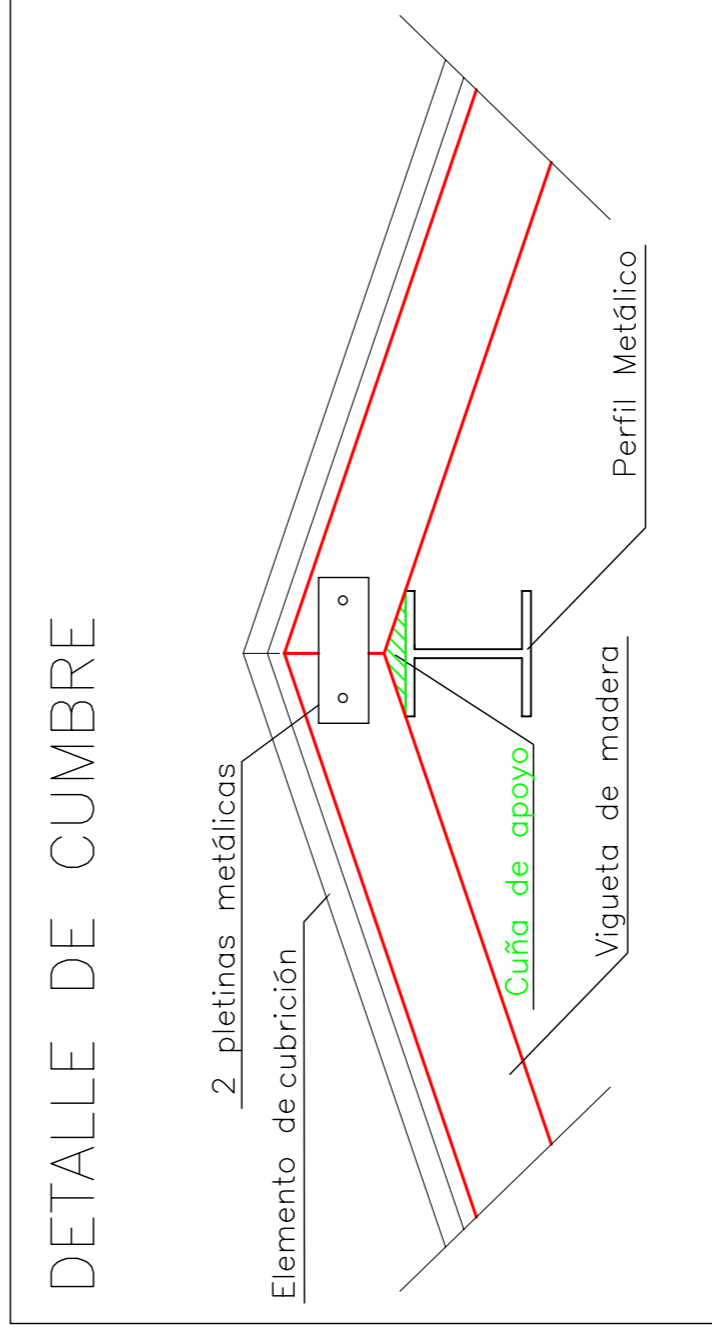 DETALLE DE CUMBRE
2 pletinas metálicas
Elemento de cubrición
Cuña de apoyo
Vigueta de madera
Perfil Metálico